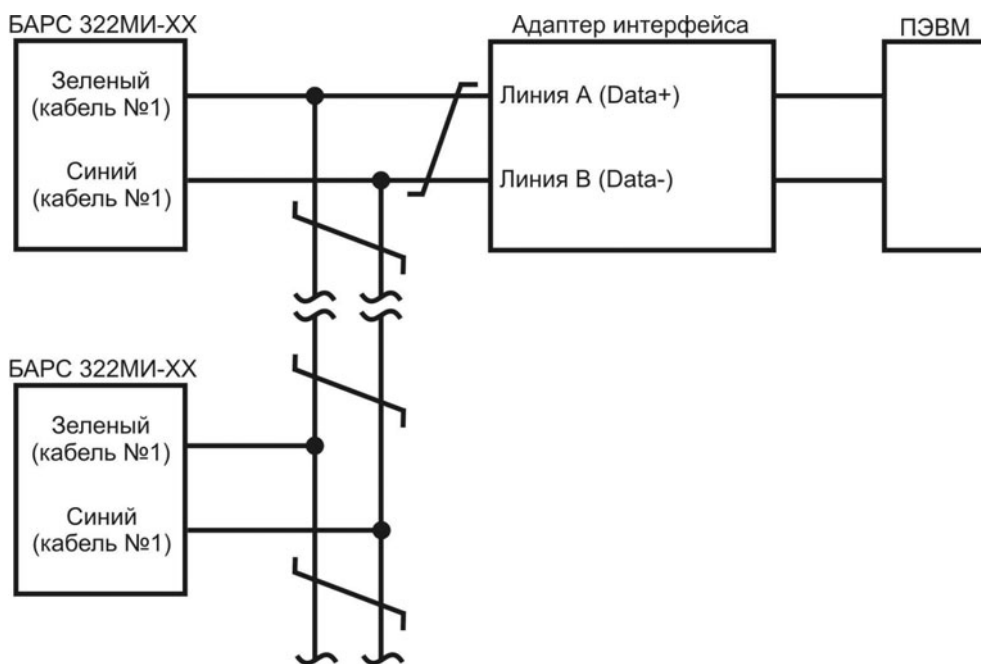 БАРС 322МИ-ХХ
Адаптер интерфейса
ПЭВМ
Зеленый
(кабель №1)
Линия А (Data+)
Синий
(кабель №1)
Линия В (Data-)
БАРС 322МИ-ХХ
Зеленый
(кабель №1)
Синий
(кабель №1)